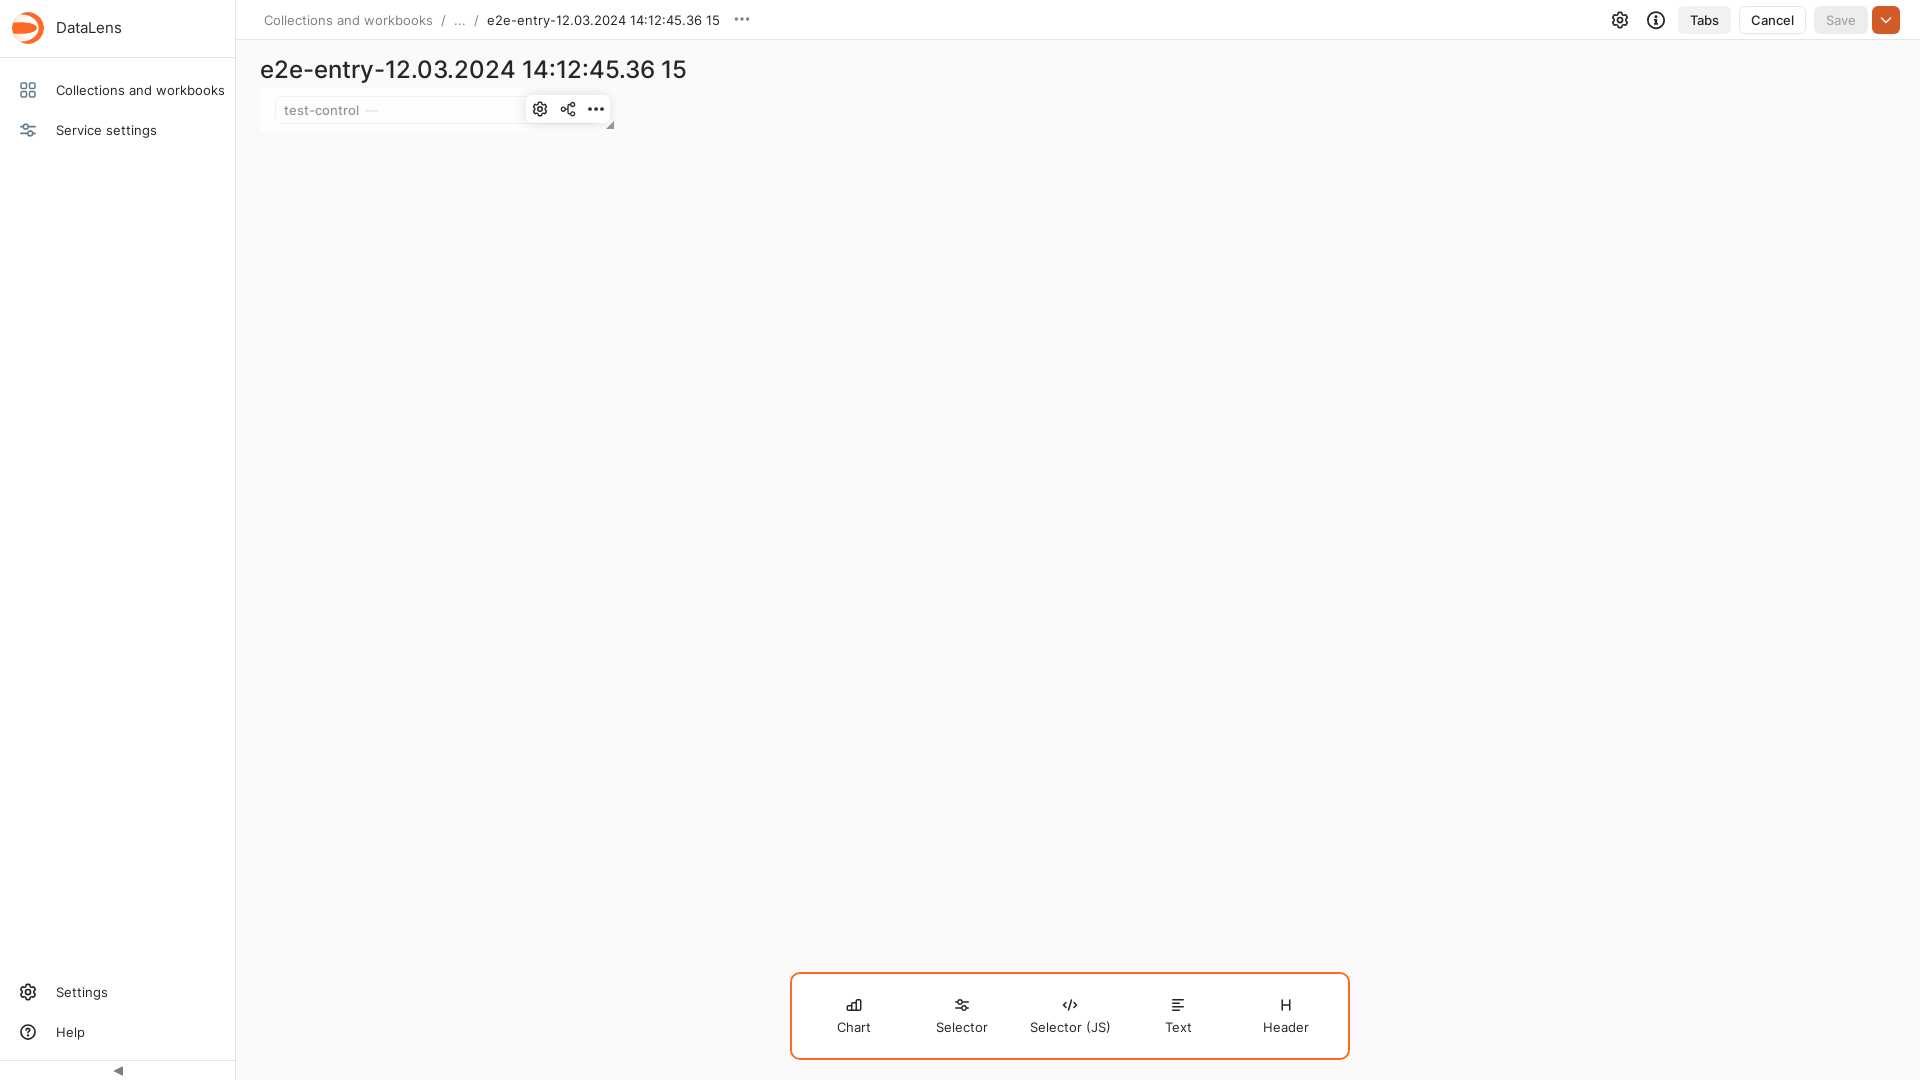 DataLens
Collections and workbooks / ... / e2e-entry-12.03.2024 14:12:45.36 15
Tabs
Cancel
Save
Collections and workbooks
Service settings
e2e-entry-12.03.2024 14:12:45.36 15
test-control —
Chart
Selector
Selector (JS)
Text
Header
Settings
Help